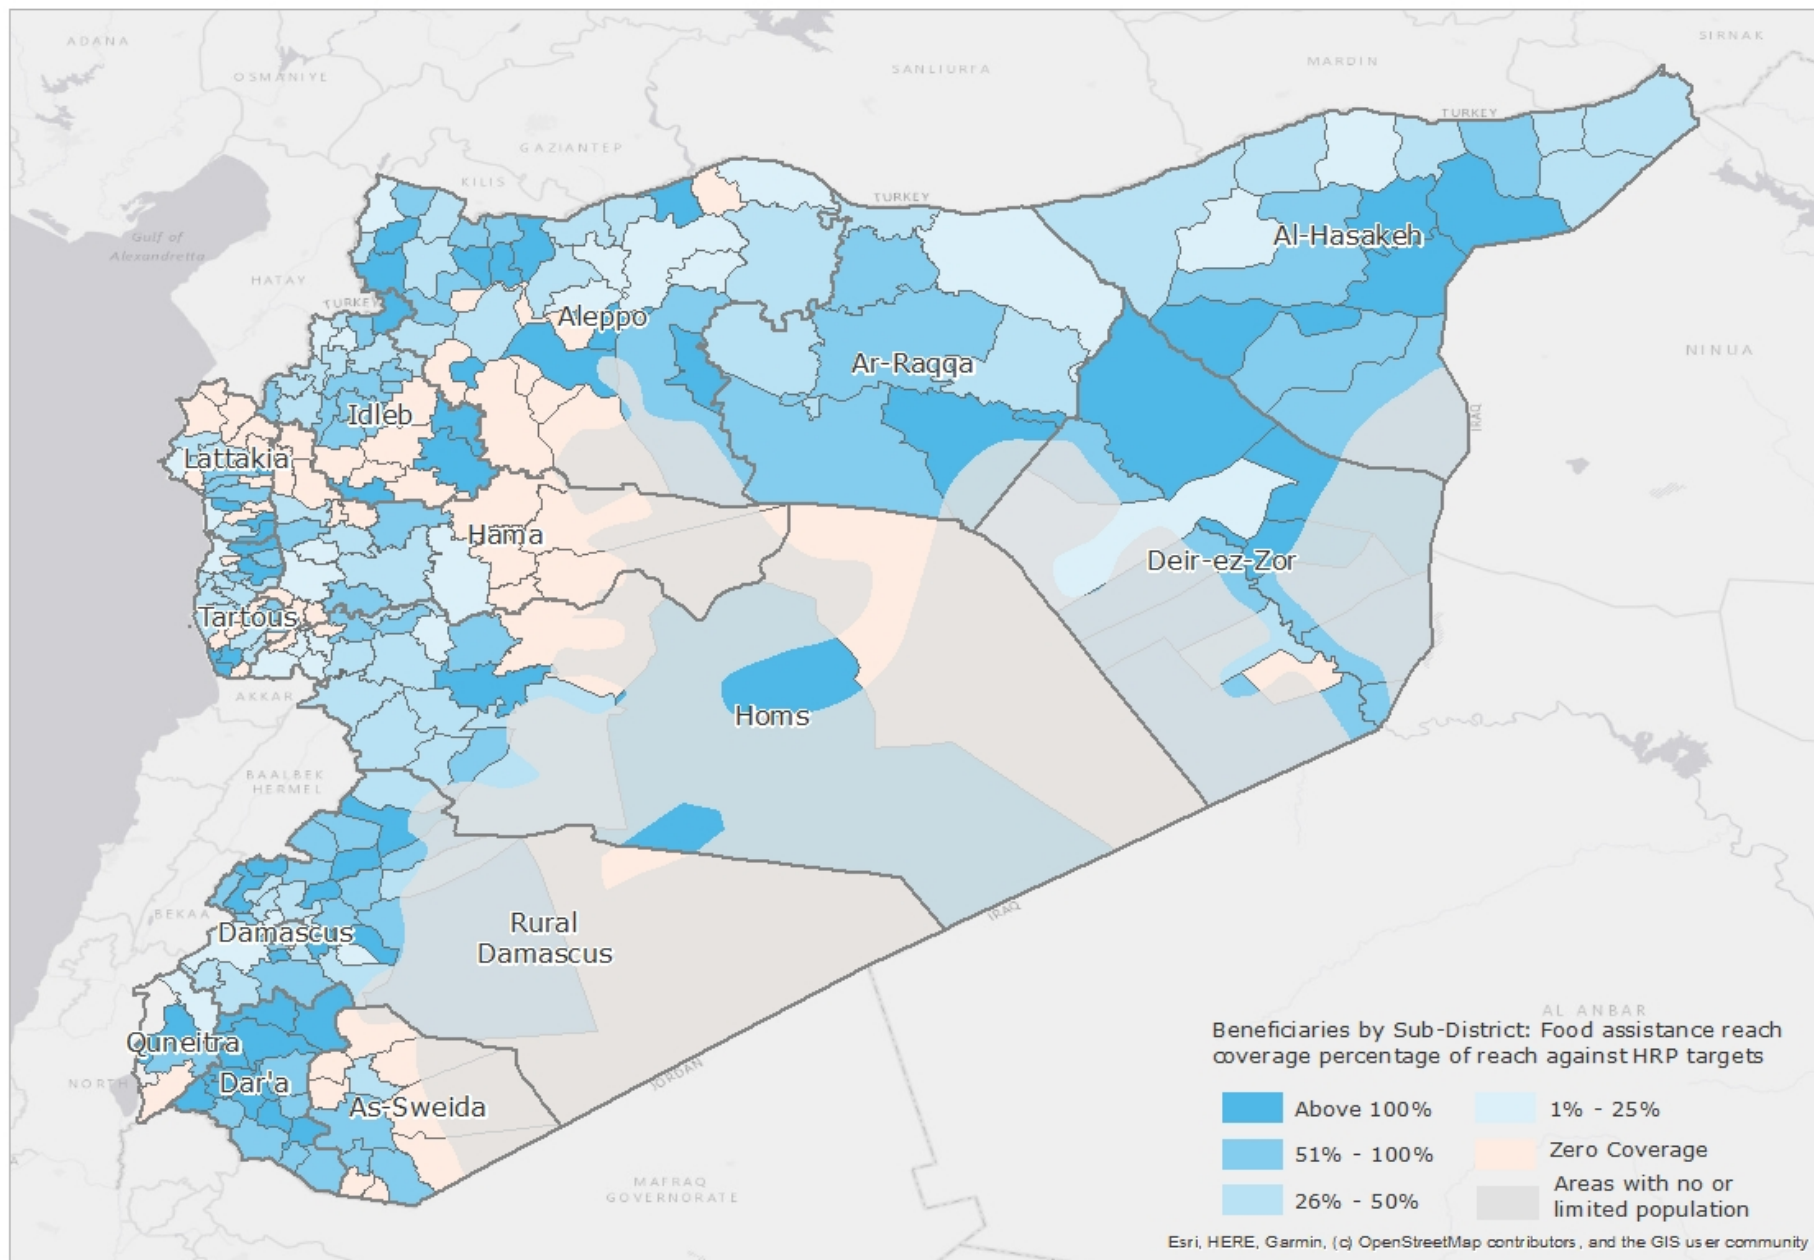 ADANA
OSMANIYE
SANLIURFA
MARDIN
SIRNAK
GAZIANTEP
KILIS
TURKEY
TURKEY
Gulf of
Alexandretta
HATAY
TURKEY
Al-Hasakeh
Aleppo
NINUA
Ar-Raqqa
Idleb
IRAQ
Lattakia
Hama
Deir-ez-Zor
Tartous
AKKAR
Homs
BAALBEK
HERMEL
BEKAA
Damascus
Rural
Damascus
IRAQ
AL ANBAR
Quneitra
NORTH
Dar'a
As-Sweida
JORDAN
MAFRAQ
GOVERNORATE
Beneficiaries by Sub-District: Food assistance reach
coverage percentage of reach against HRP targets
Above 100%
1% - 25%
51% - 100%
Zero Coverage
26% - 50%
Areas with no or
limited population
Esri, HERE, Garmin, (c) OpenStreetMap contributors, and the GIS user community